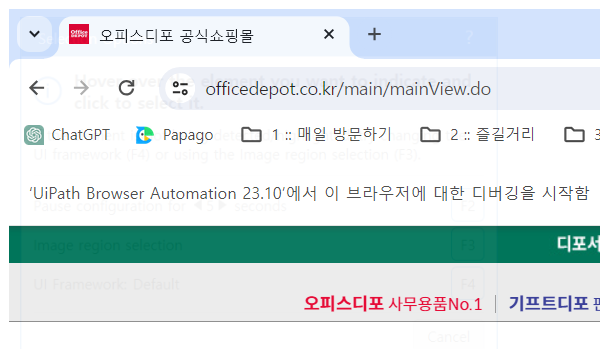 오피스디포 공식쇼핑몰
?
officedepot.co.kr/main/mainView.do
Hover over the element you want to indicate and
click to select it.
ChatGPT Papago 1 :: 매일 방문하기 2 :: 즐길거리 3
UI framework (F4) or using the image region selection (F3).
'UiPath Browser Automation 23.10'에서 이 브라우저에 대한 디버깅을 시작함
F2
디포서
Image region selection F3
UI Framework: Default F4
오피스디포 사무용품No.1 | 기프트디포 판
Cancel